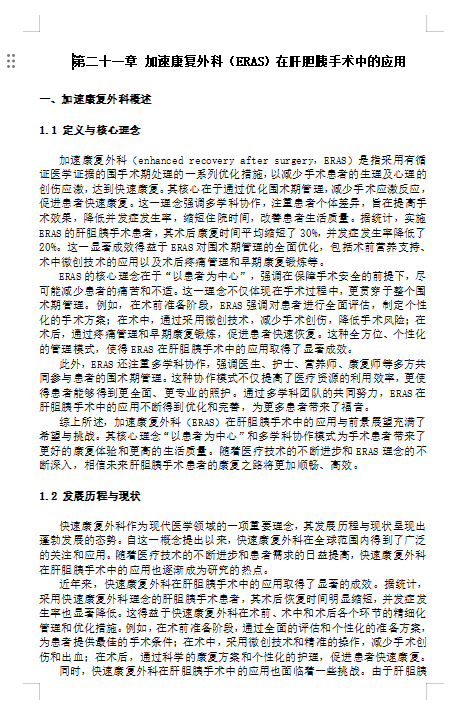 第二十一章 加速康复外科（ERAS）在肝胆胰手术中的应用
一、加速康复外科概述
1.1 定义与核心理念
加速康复外科（enhanced recovery after surgery，ERAS）是指采用有循
证医学证据的围手术期处理的一系列优化措施，以减少手术患者的生理及心理的
创伤应激，达到快速康复。其核心在于通过优化围术期管理，减少手术应激反应，
促进患者快速康复。这一理念强调多学科协作，注重患者个体差异，旨在提高手
术效果，降低并发症发生率，缩短住院时间，改善患者生活质量。据统计，实施
ERAS的肝胆胰手术患者，其术后康复时间平均缩短了30%，并发症发生率降低了
20%。这一显著成效得益于ERAS对围术期管理的全面优化，包括术前营养支持、
术中微创技术的应用以及术后疼痛管理和早期康复锻炼等。
ERAS的核心理念在于“以患者为中心”，强调在保障手术安全的前提下，尽
可能减少患者的痛苦和不适。这一理念不仅体现在手术过程中，更贯穿于整个围
术期管理。例如，在术前准备阶段，ERAS强调对患者进行全面评估，制定个性
化的手术方案；在术中，通过采用微创技术，减少手术创伤，降低手术风险；在
术后，通过疼痛管理和早期康复锻炼，促进患者快速恢复。这种全方位、个性化
的管理模式，使得ERAS在肝胆胰手术中的应用取得了显著成效。
此外，ERAS还注重多学科协作，强调医生、护士、营养师、康复师等多方共
同参与患者的围术期管理。这种协作模式不仅提高了医疗资源的利用效率，更使
得患者能够得到更全面、更专业的照护。通过多学科团队的共同努力，ERAS在
肝胆胰手术中的应用不断得到优化和完善，为更多患者带来了福音。
综上所述，加速康复外科（ERAS）在肝胆胰手术中的应用与前景展望充满了
希望与挑战。其核心理念“以患者为中心”和多学科协作模式为手术患者带来了
更好的康复体验和更高的生活质量。随着医疗技术的不断进步和ERAS理念的不
断深入，相信未来肝胆胰手术患者的康复之路将更加顺畅、高效。
1.2 发展历程与现状
快速康复外科作为现代医学领域的一项重要理念，其发展历程与现状呈现出
蓬勃发展的态势。自这一概念提出以来，快速康复外科在全球范围内得到了广泛
的关注和应用。随着医疗技术的不断进步和患者需求的日益提高，快速康复外科
在肝胆胰手术中的应用也逐渐成为研究的热点。
近年来，快速康复外科在肝胆胰手术中的应用取得了显著的成效。据统计，
采用快速康复外科理念的肝胆胰手术患者，其术后恢复时间明显缩短，并发症发
生率也显著降低。这得益于快速康复外科在术前、术中和术后各个环节的精细化
管理和优化措施。例如，在术前准备阶段，通过全面的评估和个性化的准备方案，
为患者提供最佳的手术条件；在术中，采用微创技术和精准的操作，减少手术创
伤和出血；在术后，通过科学的康复方案和个性化的护理，促进患者快速康复。
同时，快速康复外科在肝胆胰手术中的应用也面临着一些挑战。由于肝胆胰